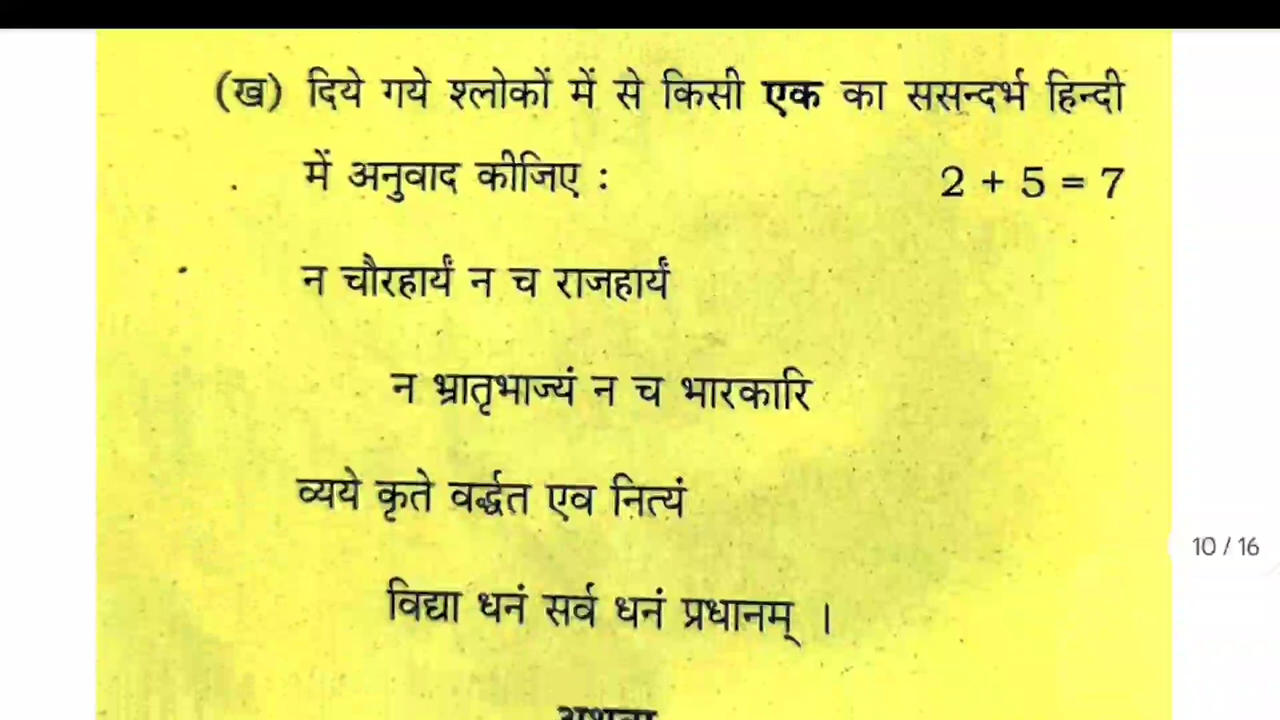 (ख) दिये गये श्लोकों में से किसी एक का ससन्दर्भ हिन्दी
में अनुवाद कीजिए : 2 + 5 = 7
न चौरहार्यं न च राजहार्यं
न भ्रातृभाज्यं न च भारकारि
व्यये कृते वर्द्धत एव नित्यं
10 / 16
विद्या धनं सर्व धनं प्रधानम् ।